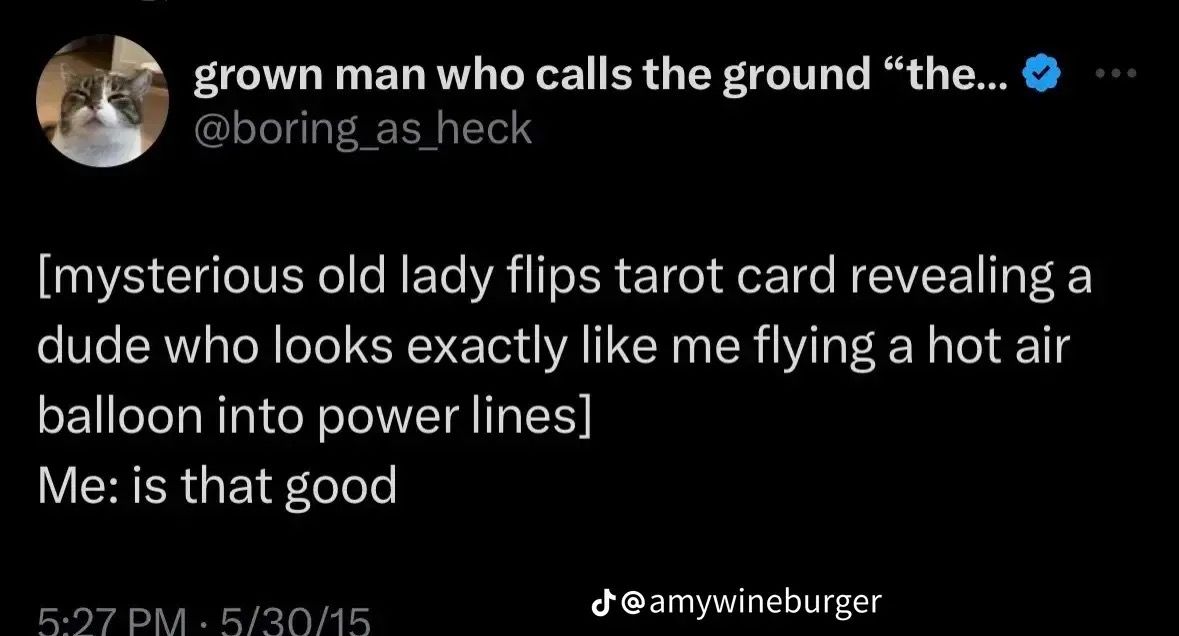 grown man who calls the ground “the...
@boring_as_heck
[mysterious old lady flips tarot card revealing a
dude who looks exactly like me flying a hot air
balloon into power lines]
Me: is that good
@amywineburger
5:27 PM · 5/30/15